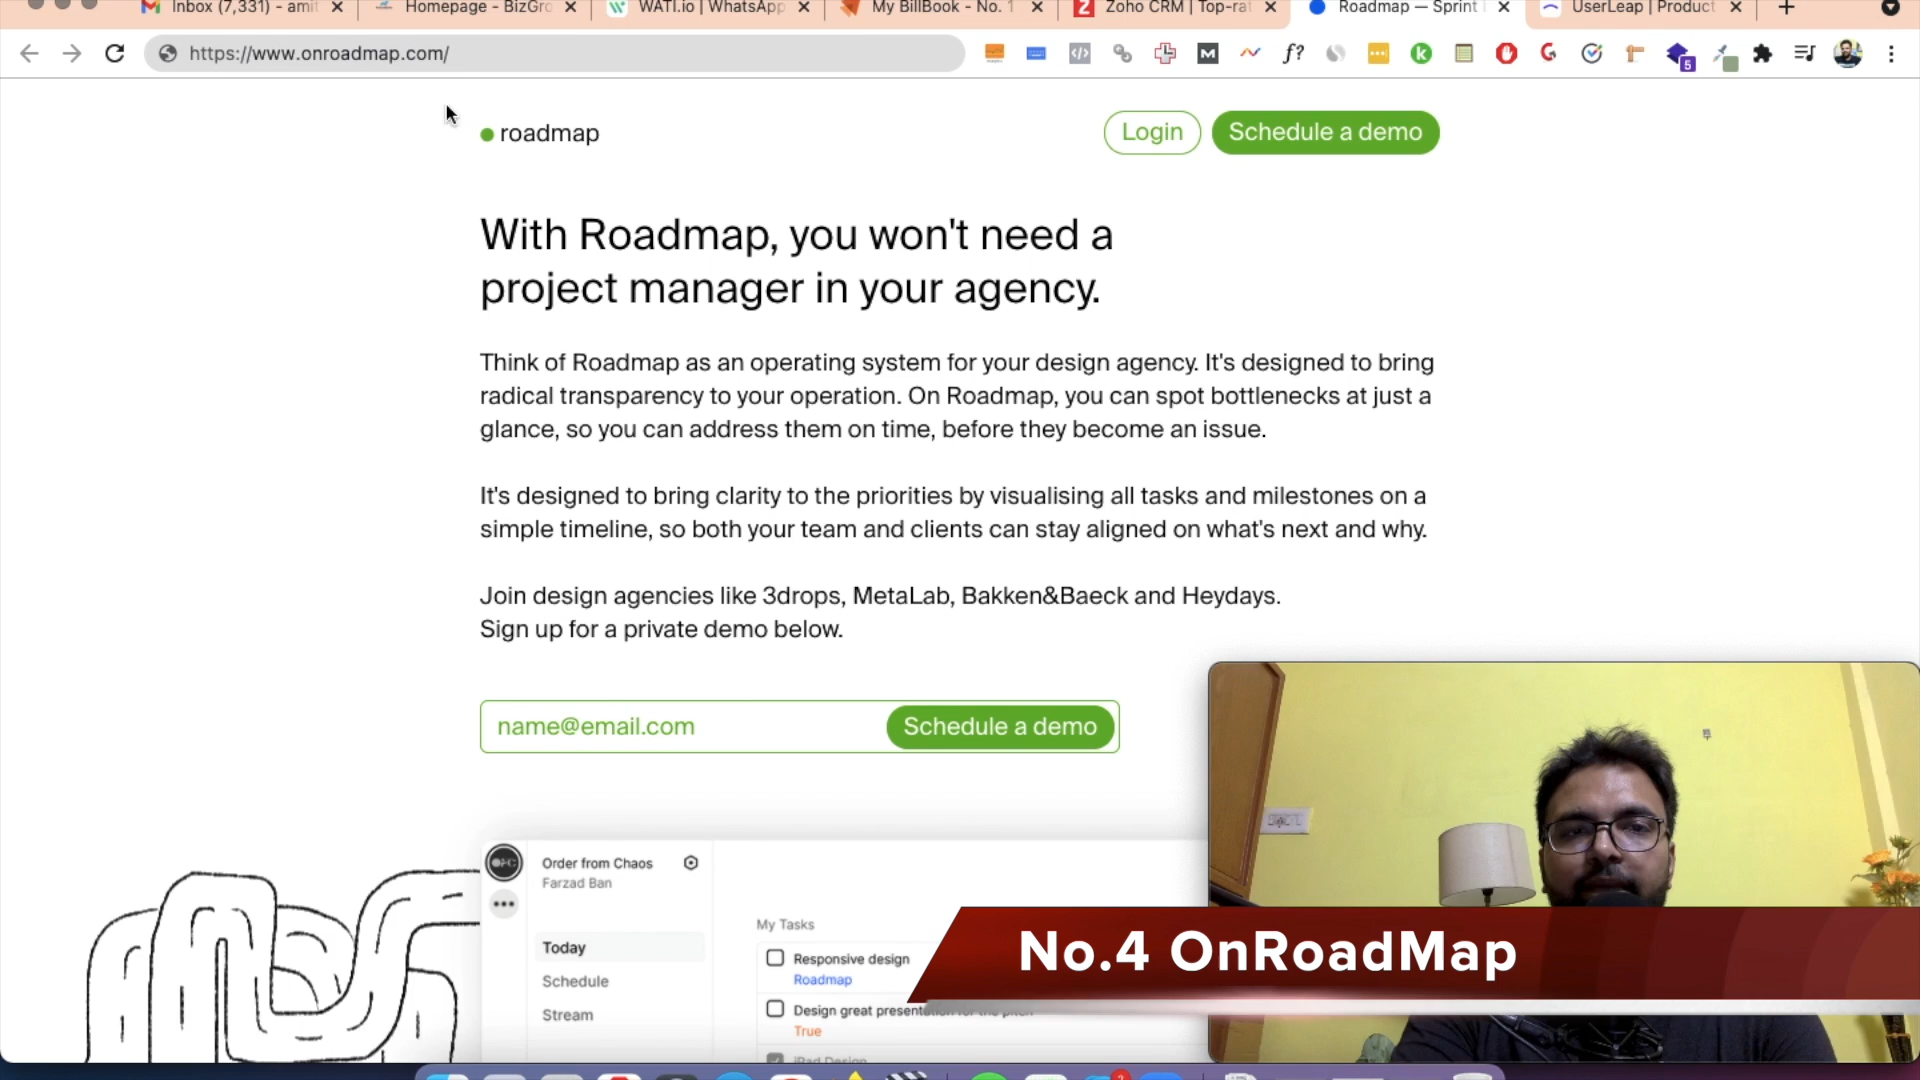 Inbox (7,331) - amit
Homepage - BizGro
WATI.io | WhatsApp
My BillBook - No. 1
Zoho CRM | Top-rat
Roadmap — Sprint
UserLeap | Product
https://www.onroadmap.com/
f?
5
roadmap
Login
Schedule a demo
With Roadmap, you won't need a
project manager in your agency.
Think of Roadmap as an operating system for your design agency. It's designed to bring
radical transparency to your operation. On Roadmap, you can spot bottlenecks at just a
glance, so you can address them on time, before they become an issue.
It's designed to bring clarity to the priorities by visualising all tasks and milestones on a
simple timeline, so both your team and clients can stay aligned on what's next and why.
Join design agencies like 3drops, MetaLab, Bakken&Baeck and Heydays.
Sign up for a private demo below.
name@email.com
Schedule a demo
Order from Chaos
Farzad Ban
Today
Schedule
Stream
My Tasks
Responsive design
Roadmap
Design great presentation for the pitch
True
iPad Design
No.4 OnRoadMap